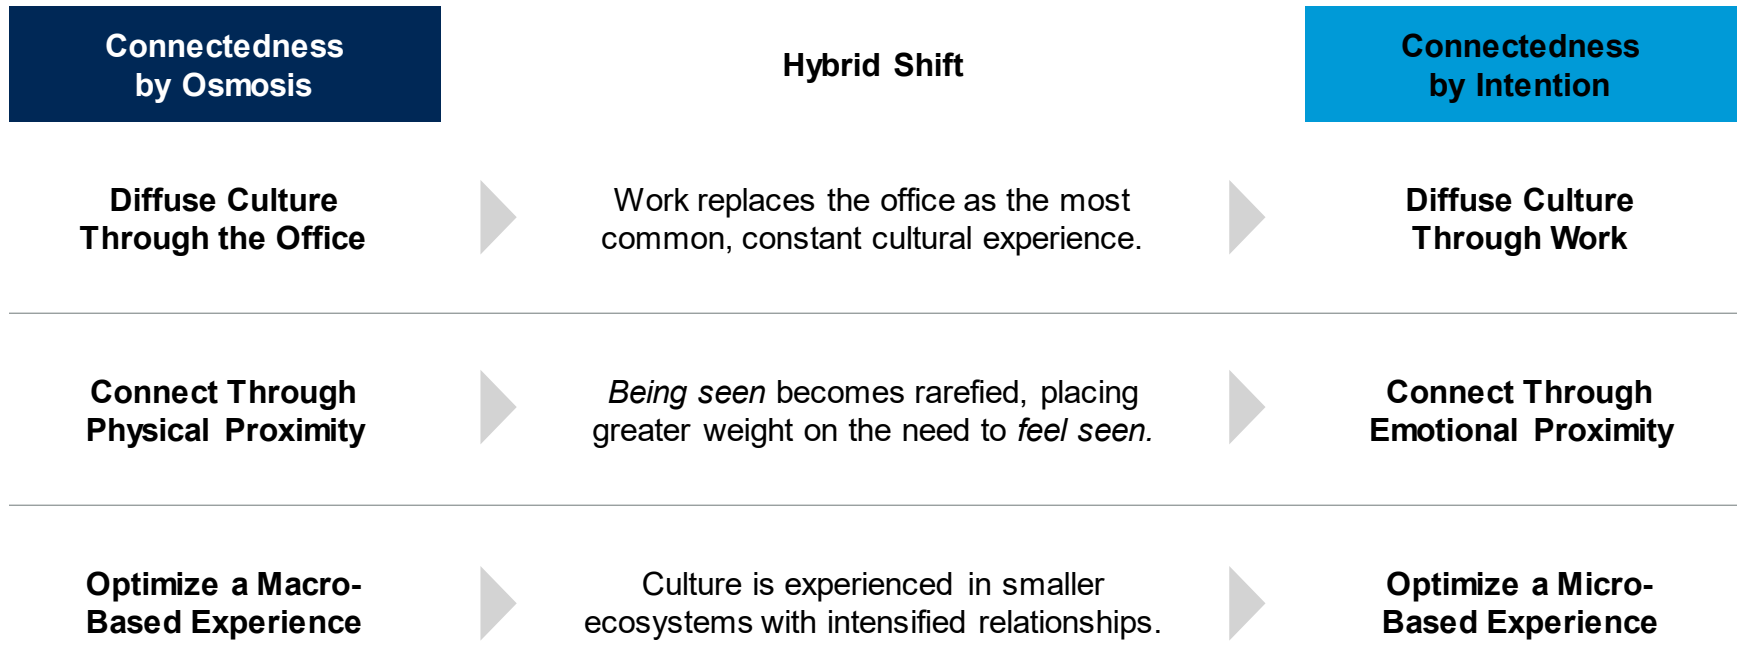 Connectedness
by Osmosis
Hybrid Shift
Connectedness
by Intention
Diffuse Culture
Through the Office
Work replaces the office as the most
common, constant cultural experience.
Diffuse Culture
Through Work
Connect Through
Physical Proximity
Being seen becomes rarefied, placing
greater weight on the need to feel seen.
Connect Through
Emotional Proximity
Optimize a Macro-
Based Experience
Culture is experienced in smaller
ecosystems with intensified relationships.
Optimize a Micro-
Based Experience